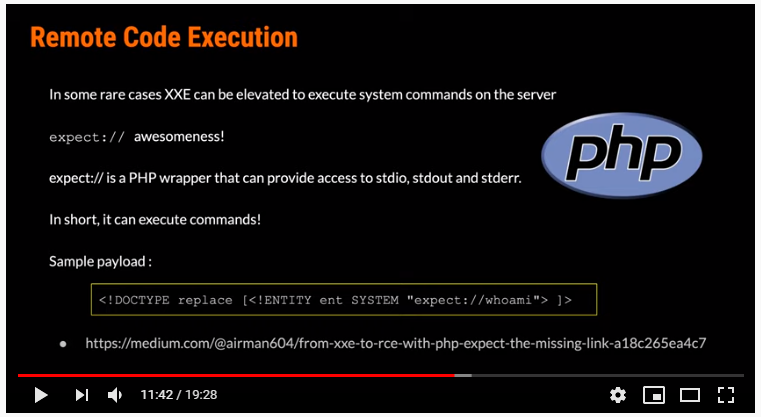 Remote Code Execution
In some rare cases XXE can be elevated to execute system commands on the server
expect:// awesomeness!
php
expect:// is a PHP wrapper that can provide access to stdio, stdout and stderr.
In short, it can execute commands!
Sample payload :
<!DOCTYPE replace [<!ENTITY ent SYSTEM "expect://whoami"> ]>
● https://medium.com/@airman604/from-xxe-to-rce-with-php-expect-the-missing-link-a18c265ea4c7
11:42 / 19:28